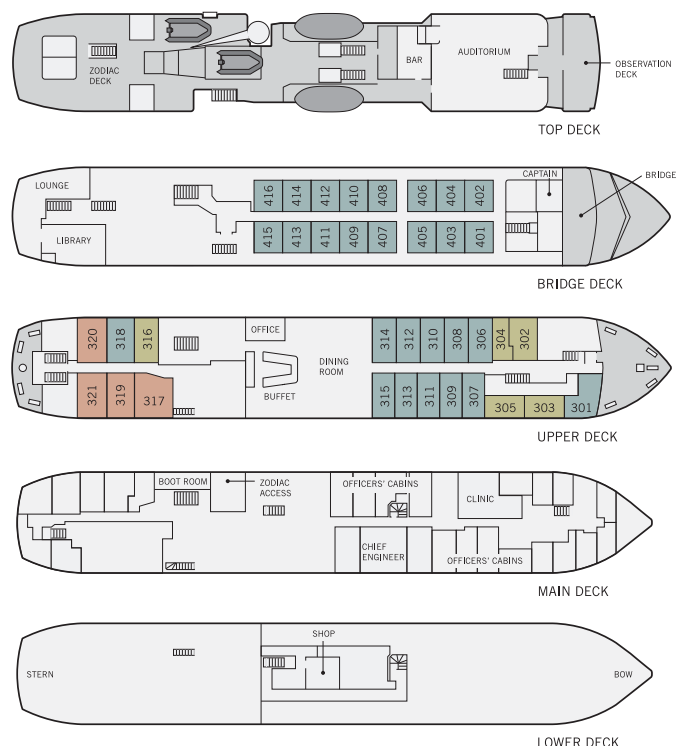 ZODIAC
DECK
BAR
AUDITORIUM
OBSERVATION
DECK
TOP DECK
LOUNGE
LIBRARY
416 414 412 410 408 406 404 402
415 413 411 409 407 405 403 401
CAPTAIN
BRIDGE
BRIDGE DECK
320 318 316
321 319 317
OFFICE
BUFFET
DINING
ROOM
314 312 310 308 306 304 302
315 313 311 309 307 305 303 301
UPPER DECK
BOOT ROOM
ZODIAC
ACCESS
OFFICERS' CABINS
CLINIC
CHIEF
ENGINEER
OFFICERS' CABINS
MAIN DECK
STERN
SHOP
BOW
LOWER DECK